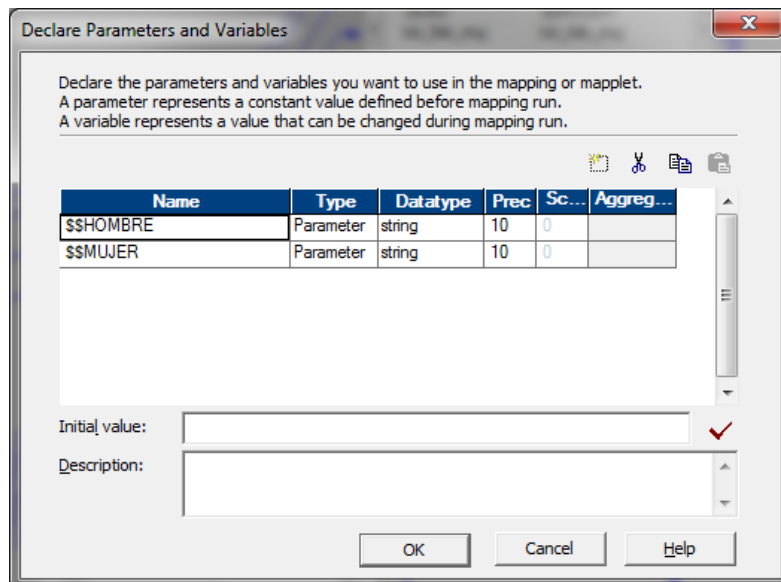 Declare Parameters and Variables
Declare the parameters and variables you want to use in the mapping or mapplet.
A parameter represents a constant value defined before mapping run.
A variable represents a value that can be changed during mapping run.
Name Type Datatype Prec Sc... Aggreg...
$$HOMBRE Parameter string 10 0
$$MUJER Parameter string 10 0
Initial value:
Description:
OK Cancel Help